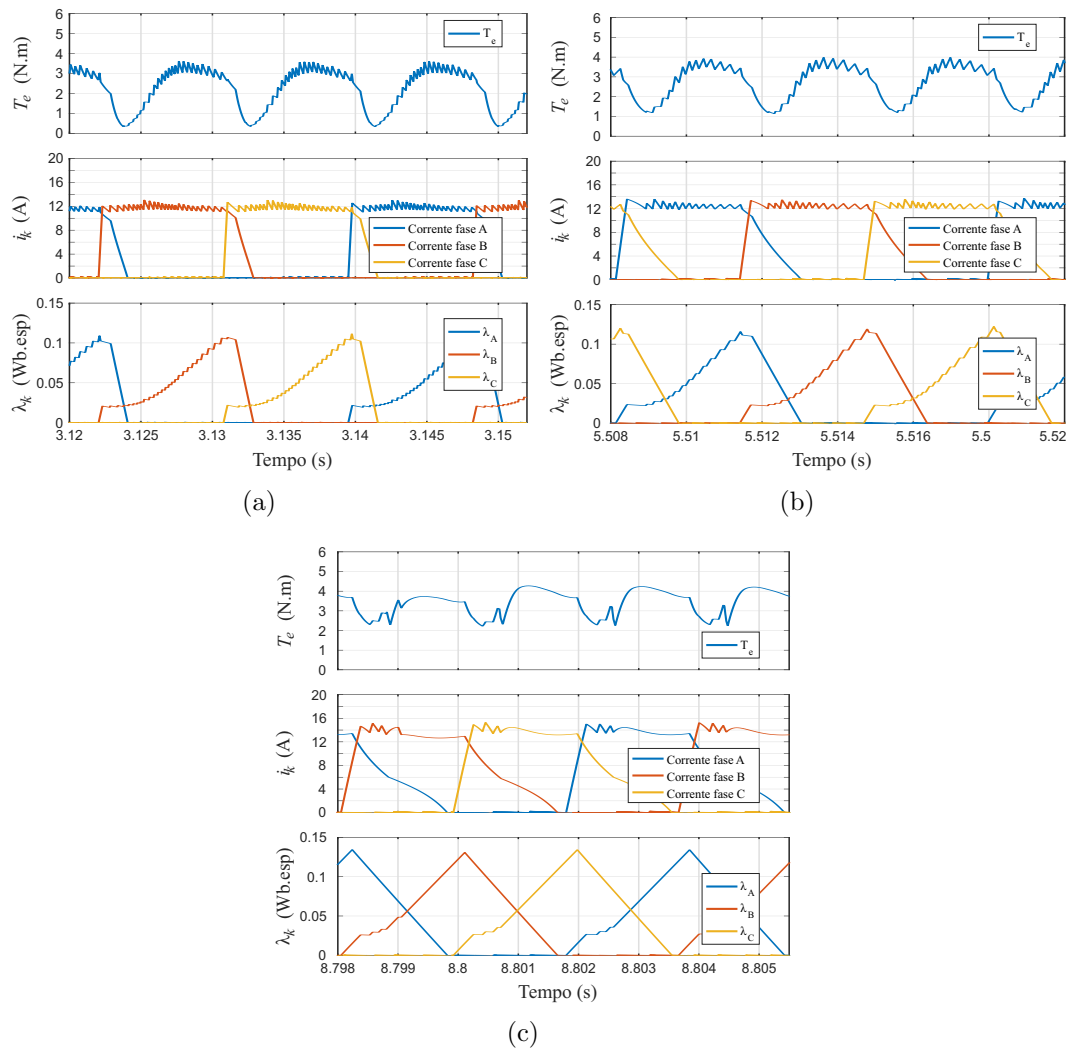 6
5
4
3
2
1
0
T_e (N.m)
T_e
20
16
12
8
4
0
i_k (A)
Corrente fase A
Corrente fase B
Corrente fase C
0.15
0.1
0.05
0
λ_k (Wb.esp)
λ_A
λ_B
λ_C
3.12 3.125 3.13 3.135 3.14 3.145 3.15
Tempo (s)
(a)
6
5
4
3
2
1
0
T_e (N.m)
T_e
20
16
12
8
4
0
i_k (A)
Corrente fase A
Corrente fase B
Corrente fase C
0.15
0.1
0.05
0
λ_k (Wb.esp)
λ_A
λ_B
λ_C
5.508 5.51 5.512 5.514 5.516 5.5 5.52
Tempo (s)
(b)
6
5
4
3
2
1
0
T_e (N.m)
T_e
20
16
12
8
4
0
i_k (A)
Corrente fase A
Corrente fase B
Corrente fase C
0.15
0.1
0.05
0
λ_k (Wb.esp)
λ_A
λ_B
λ_C
8.798 8.799 8.8 8.801 8.802 8.803 8.804 8.805
Tempo (s)
(c)